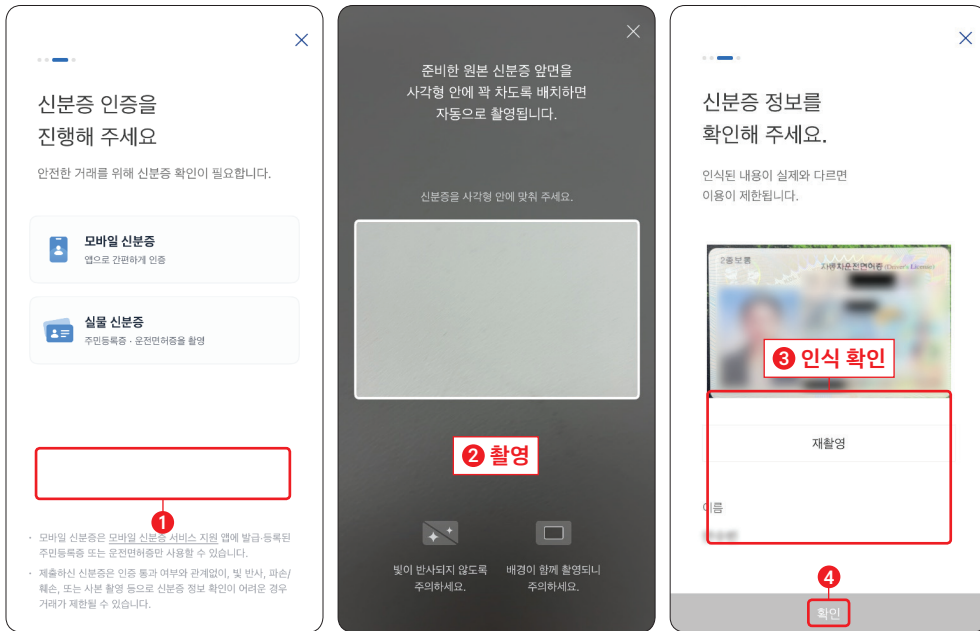 신분증 인증을
진행해 주세요
안전한 거래를 위해 신분증 확인이 필요합니다.
모바일 신분증
앱으로 간편하게 인증
실물 신분증
주민등록증 · 운전면허증을 촬영
1
· 모바일 신분증은 모바일 신분증 서비스 지원 앱에 발급·등록된
주민등록증 또는 운전면허증만 사용할 수 있습니다.
· 제출하신 신분증은 인증 통과 여부와 관계없이, 빛 반사, 파손/
훼손, 또는 사본 촬영 등으로 신분증 정보 확인이 어려운 경우
거래가 제한될 수 있습니다.
준비한 원본 신분증 앞면을
사각형 안에 꽉 차도록 배치하면
자동으로 촬영됩니다.
신분증을 사각형 안에 맞춰 주세요.
2 촬영
빛이 반사되지 않도록
주의하세요.
배경이 함께 촬영되니
주의하세요.
신분증 정보를
확인해 주세요.
인식된 내용이 실제와 다르면
이용이 제한됩니다.
2종보통
자동차운전면허증 (Driver's License)
3 인식 확인
재촬영
이름
4
확인